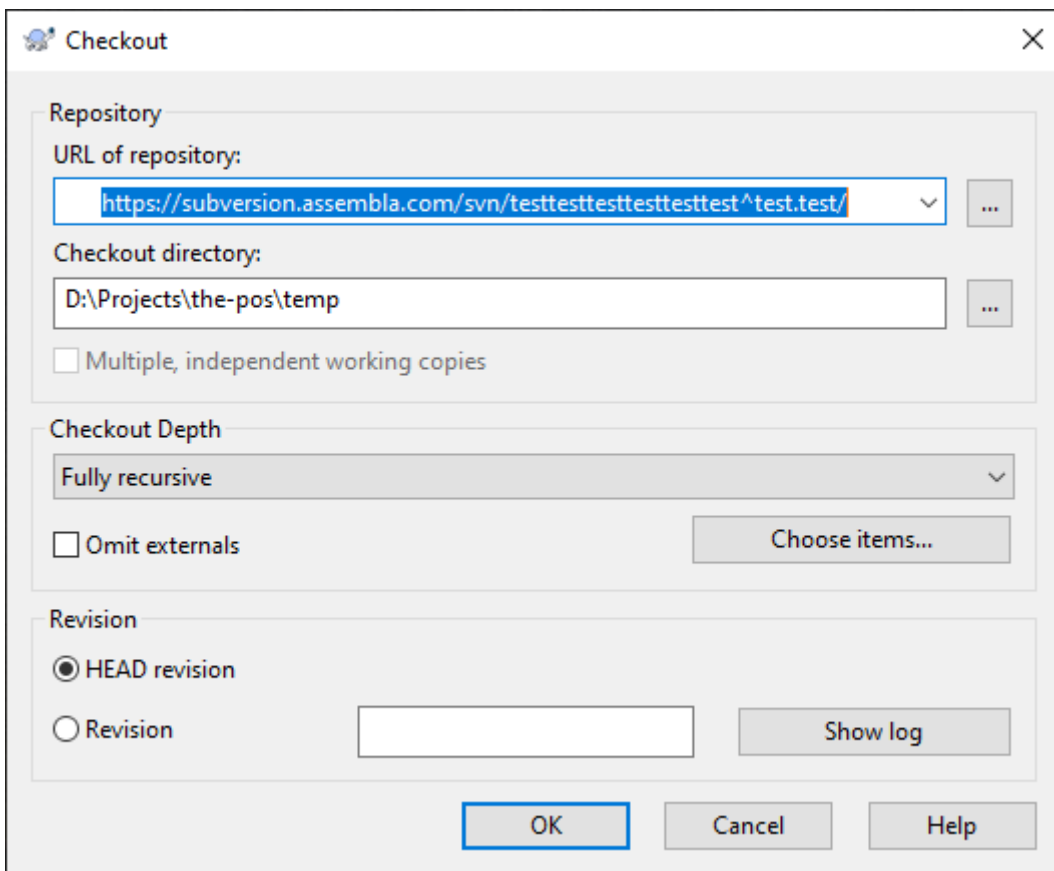 Checkout
Repository
URL of repository:
https://subversion.assembla.com/svn/testtesttesttesttesttest^test.test/
...
Checkout directory:
D:\Projects\the-pos\temp
...
Multiple, independent working copies
Checkout Depth
Fully recursive
Omit externals
Choose items...
Revision
HEAD revision
Revision
Show log
OK
Cancel
Help